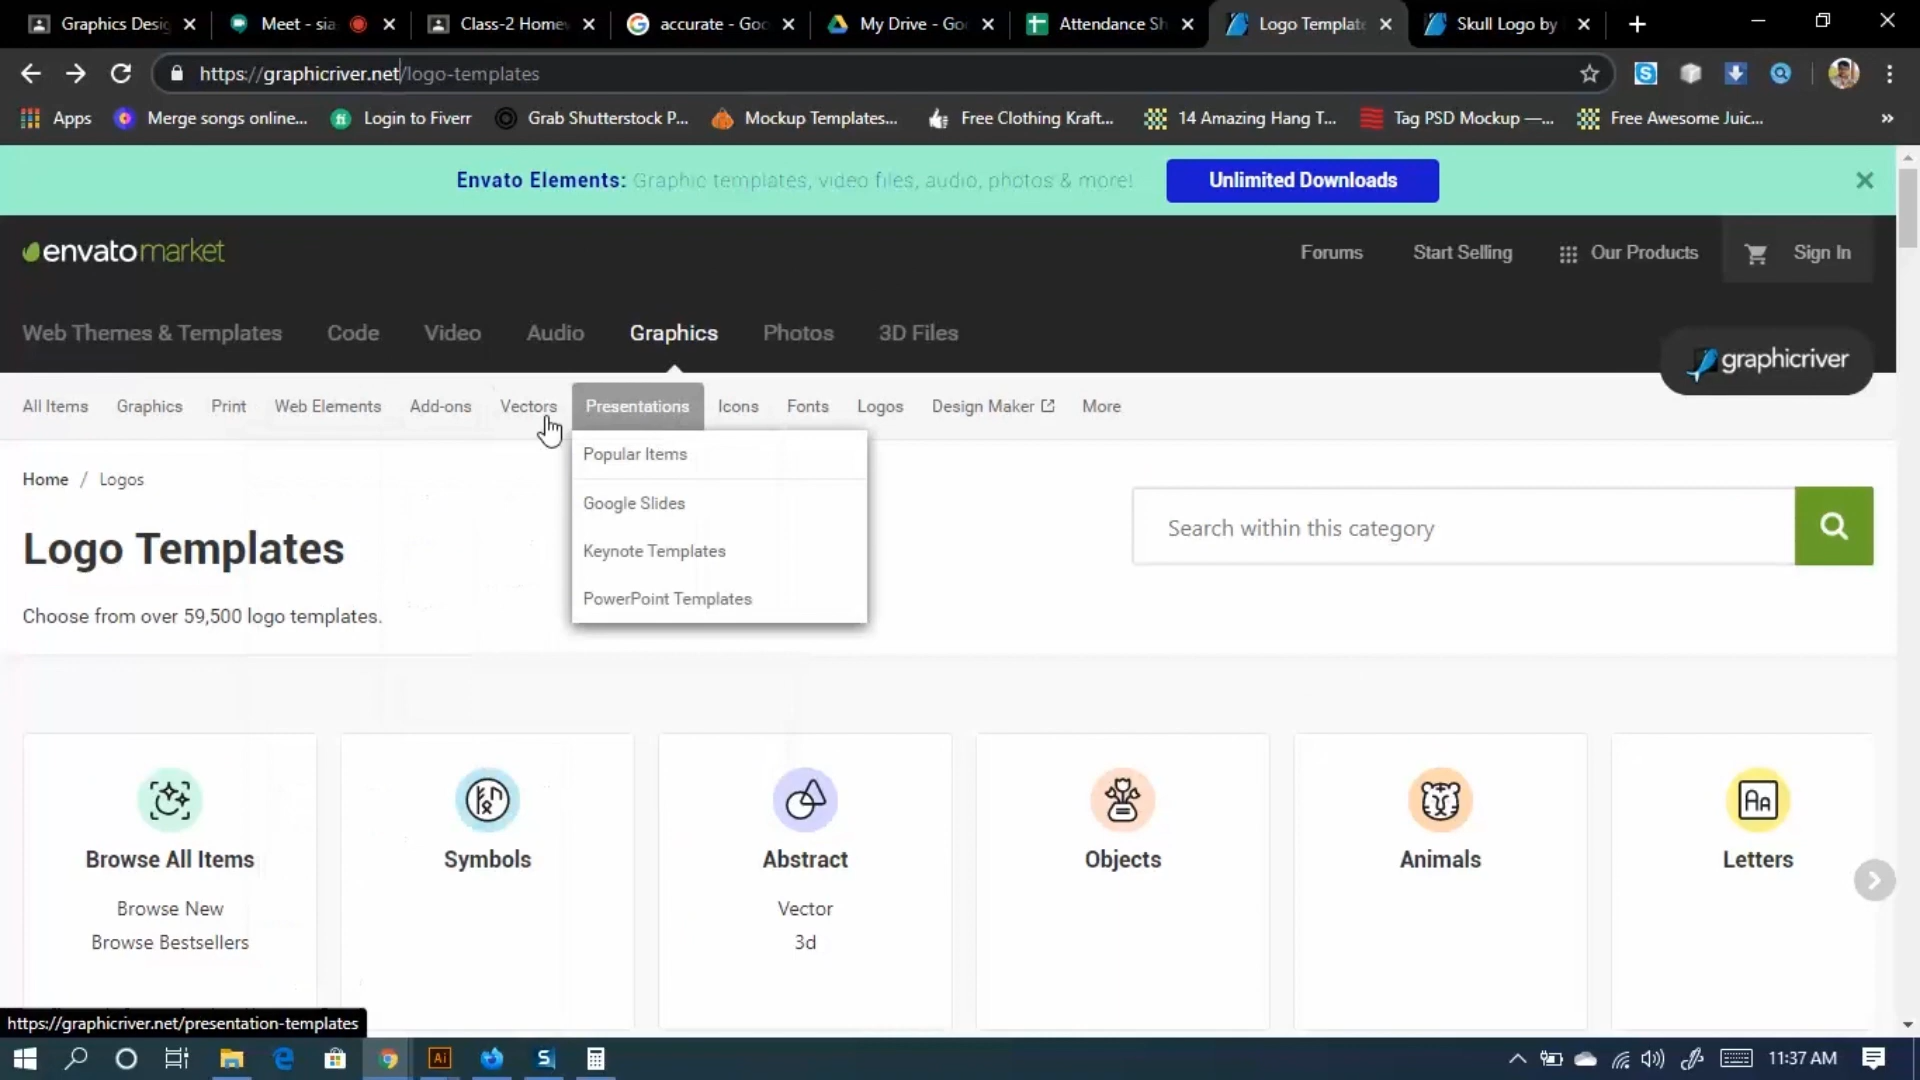 Graphics Desig
Meet - sia
Class-2 Homew
accurate - Goo
My Drive - Goo
Attendance Sh
Logo Template
Skull Logo by
https://graphicriver.net/logo-templates
Apps
Merge songs online...
Login to Fiverr
Grab Shutterstock P...
Mockup Templates...
Free Clothing Kraft...
14 Amazing Hang T...
Tag PSD Mockup —...
Free Awesome Juic...
»
Envato Elements: Graphic templates, video files, audio, photos & more!
Unlimited Downloads
envatomarket
Forums
Start Selling
Our Products
Sign In
Web Themes & Templates
Code
Video
Audio
Graphics
Photos
3D Files
graphicriver
All Items
Graphics
Print
Web Elements
Add-ons
Vectors
Presentations
Icons
Fonts
Logos
Design Maker
More
Popular Items
Google Slides
Keynote Templates
PowerPoint Templates
Home / Logos
Search within this category
Logo Templates
Choose from over 59,500 logo templates.
Browse All Items
Browse New
Browse Bestsellers
Symbols
Abstract
Vector
3d
Objects
Animals
Letters
https://graphicriver.net/presentation-templates
11:37 AM